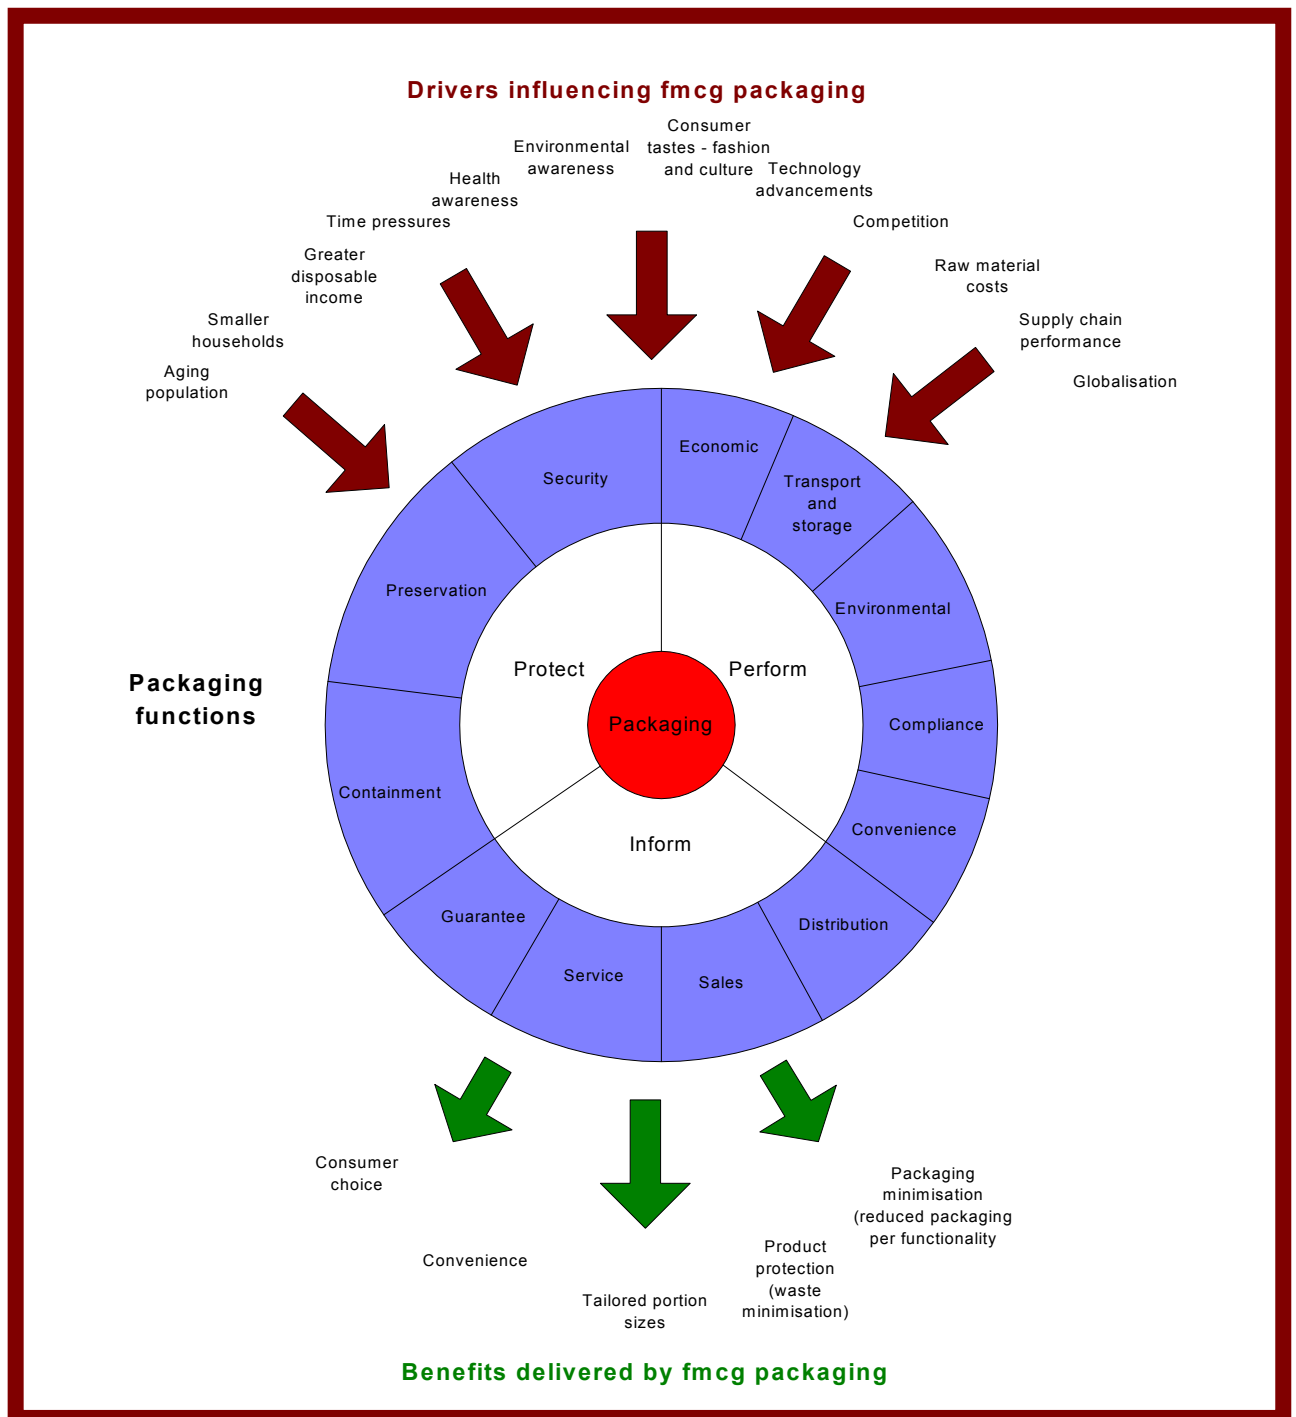 Drivers influencing fmcg packaging
Consumer
tastes - fashion
and culture
Environmental
awareness
Technology
advancements
Health
awareness
Time pressures
Competition
Greater
disposable
income
Raw material
costs
Smaller
households
Supply chain
performance
Aging
population
Globalisation
Economic
Security
Transport
and
storage
Preservation
Environmental
Protect
Perform
Packaging
functions
Packaging
Compliance
Containment
Convenience
Inform
Guarantee
Distribution
Service
Sales
Consumer
choice
Packaging
minimisation
(reduced packaging
per functionality
Convenience
Product
protection
(waste
minimisation)
Tailored portion
sizes
Benefits delivered by fmcg packaging